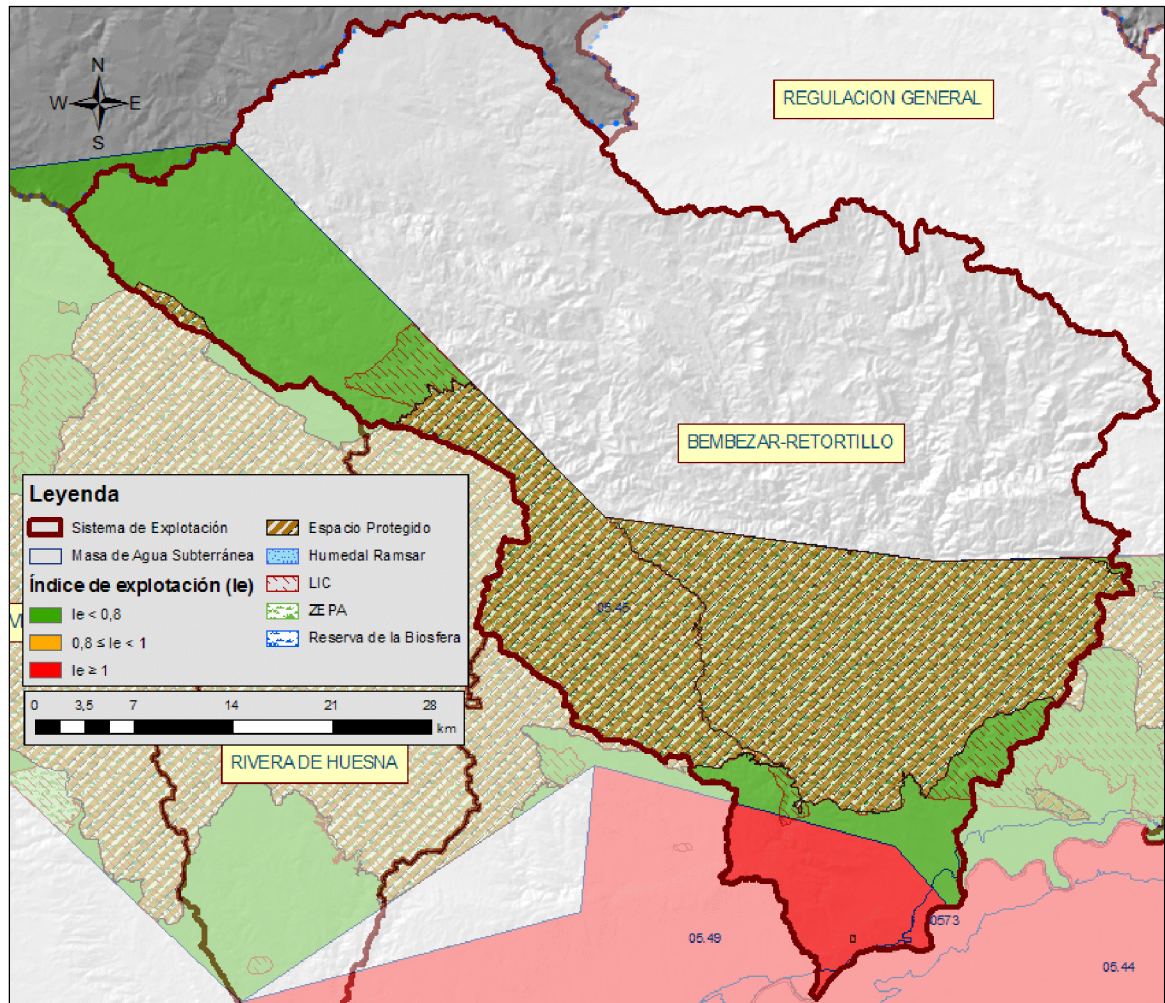 N
W
E
S
REGULACION GENERAL
BEMBEZAR-RETORTILLO
Leyenda
Sistema de Explotación
Masa de Agua Subterránea
Índice de explotación (Ie)
Ie < 0,8
0,8 ≤ Ie < 1
Ie ≥ 1
Espacio Protegido
Humedal Ramsar
LIC
ZEPA
Reserva de la Biosfera
M
05.45
0 3,5 7 14 21 28
km
RIVERA DE HUESNA
0573
05.49
05.44